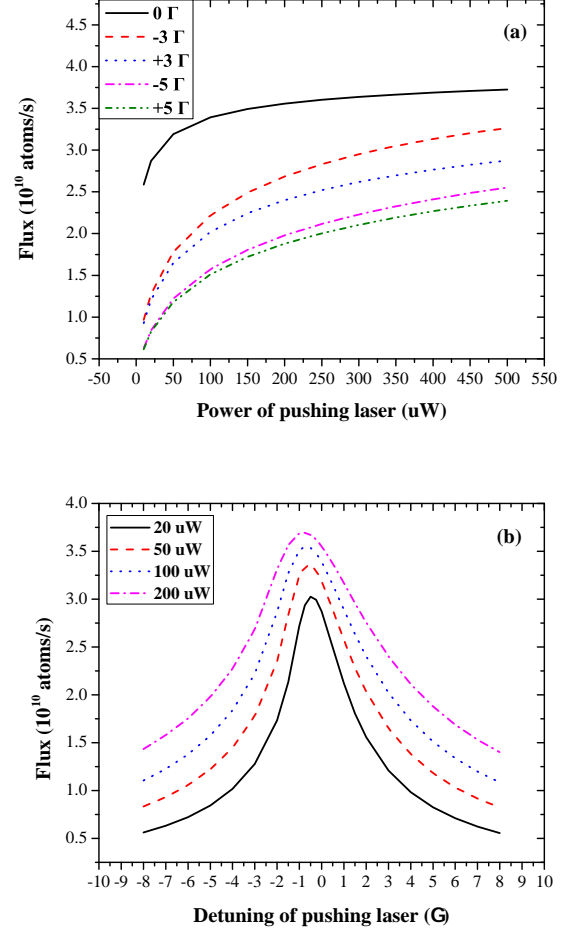 (a)
0 Γ
-3 Γ
+3 Γ
-5 Γ
+5 Γ
4.5
4.0
3.5
3.0
2.5
2.0
1.5
1.0
0.5
Flux (10^10 atoms/s)
-50 0 50 100 150 200 250 300 350 400 450 500 550
Power of pushing laser (uW)
(b)
20 uW
50 uW
100 uW
200 uW
4.0
3.5
3.0
2.5
2.0
1.5
1.0
0.5
Flux (10^10 atoms/s)
-10 -9 -8 -7 -6 -5 -4 -3 -2 -1 0 1 2 3 4 5 6 7 8 9 10
Detuning of pushing laser (G)